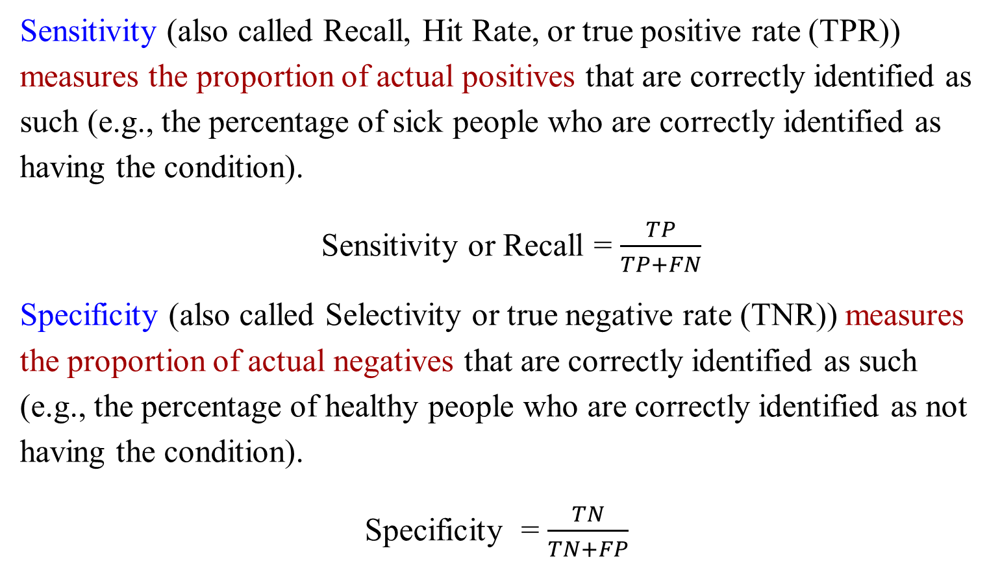 Sensitivity (also called Recall, Hit Rate, or true positive rate (TPR))
measures the proportion of actual positives that are correctly identified as
such (e.g., the percentage of sick people who are correctly identified as
having the condition).
Sensitivity or Recall = TP / TP+FN
Specificity (also called Selectivity or true negative rate (TNR)) measures
the proportion of actual negatives that are correctly identified as such
(e.g., the percentage of healthy people who are correctly identified as not
having the condition).
Specificity = TN / TN+FP